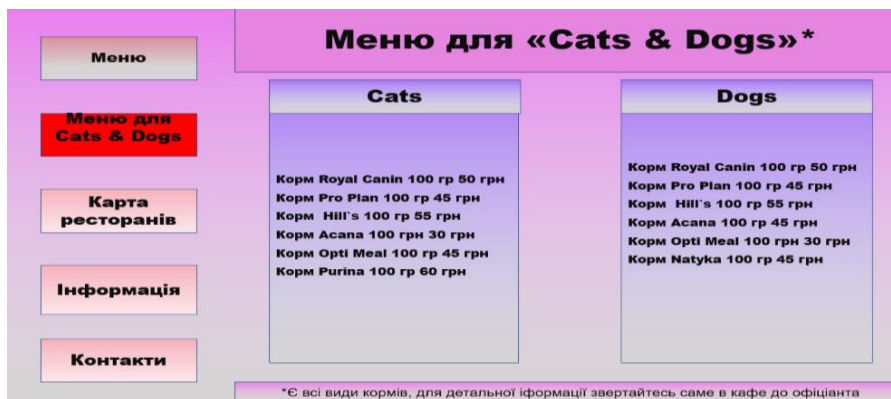 Меню для «Cats & Dogs»*
Меню
Меню для
Cats & Dogs
Карта
ресторанів
Інформація
Контакти
Cats
Корм Royal Canin 100 гр 50 грн
Корм Pro Plan 100 гр 45 грн
Корм Hill`s 100 гр 55 грн
Корм Acana 100 грн 30 грн
Корм Opti Meal 100 гр 45 грн
Корм Purina 100 гр 60 грн
Dogs
Корм Royal Canin 100 гр 50 грн
Корм Pro Plan 100 гр 45 грн
Корм Hill`s 100 гр 55 грн
Корм Acana 100 гр 45 грн
Корм Opti Meal 100 грн 30 грн
Корм Natyka 100 гр 45 грн
*Є всі види кормів, для детальної іформації звертайтесь саме в кафе до офіціанта